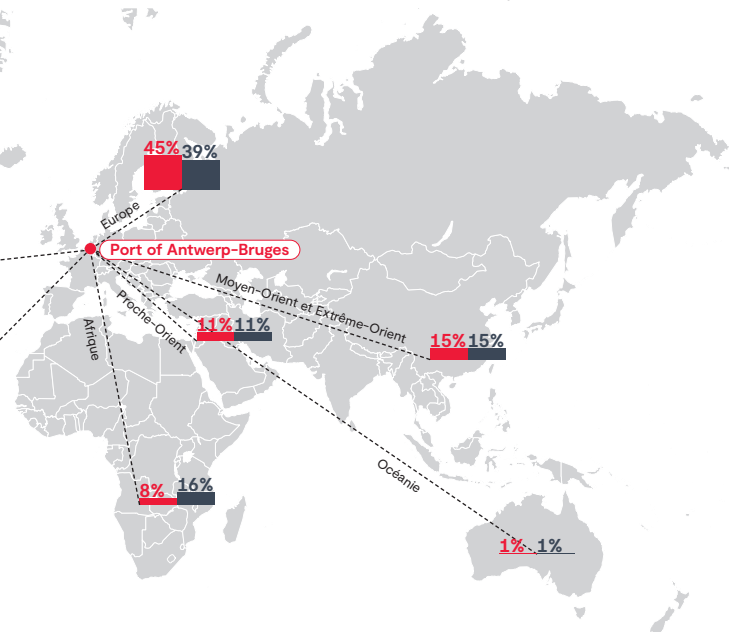 45% 39%
Europe
Port of Antwerp-Bruges
Moyen-Orient et Extrême-Orient
Proche-Orient
Afrique
11% 11%
15% 15%
Océanie
8% 16%
1% 1%